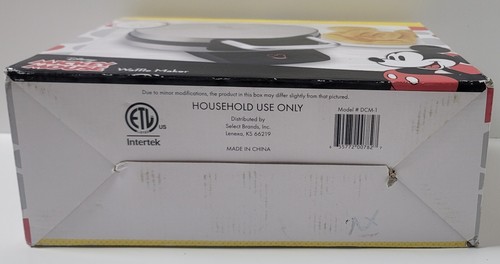 Waffle Maker
Due to minor modifications, the product in this box may differ slightly from that pictured.
HOUSEHOLD USE ONLY
Model # DCM-1
ETL
US
Intertek
Distributed by
Select Brands, Inc.
Lenexa, KS 66219
MADE IN CHINA